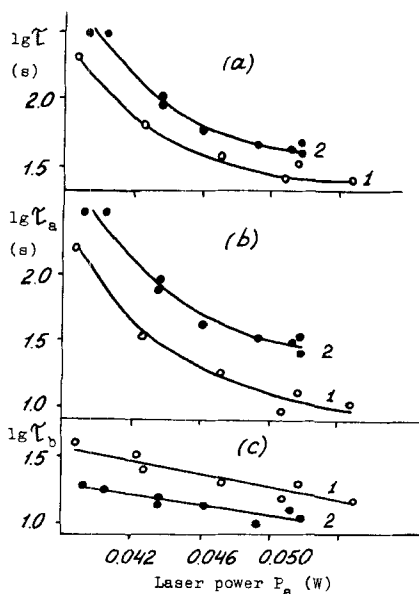 lg τ
(s)
(a)
2.0
1.5
2
1
lg τa
(s)
(b)
2.0
1.5
1.0
2
1
lg τb
(c)
1.5
1.0
1
2
0.042 0.046 0.050
Laser power Pa (W)